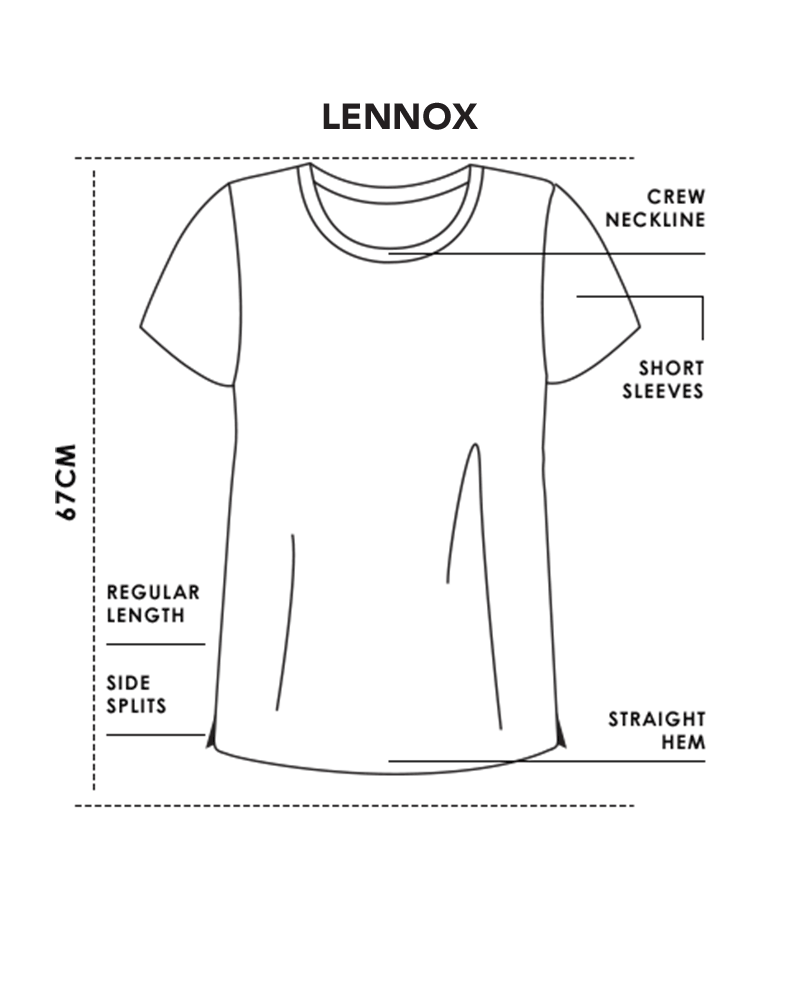 LENNOX
CREW
NECKLINE
SHORT
SLEEVES
67CM
REGULAR
LENGTH
SIDE
SPLITS
STRAIGHT
HEM